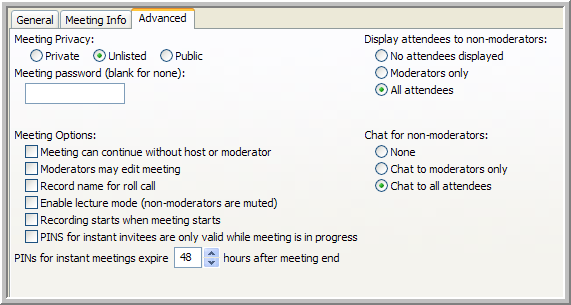 General Meeting Info Advanced
Meeting Privacy:
Private Unlisted Public
Meeting password (blank for none):
Display attendees to non-moderators:
No attendees displayed
Moderators only
All attendees
Meeting Options:
Meeting can continue without host or moderator
Moderators may edit meeting
Record name for roll call
Enable lecture mode (non-moderators are muted)
Recording starts when meeting starts
PINS for instant invitees are only valid while meeting is in progress
PINs for instant meetings expire 48 hours after meeting end
Chat for non-moderators:
None
Chat to moderators only
Chat to all attendees